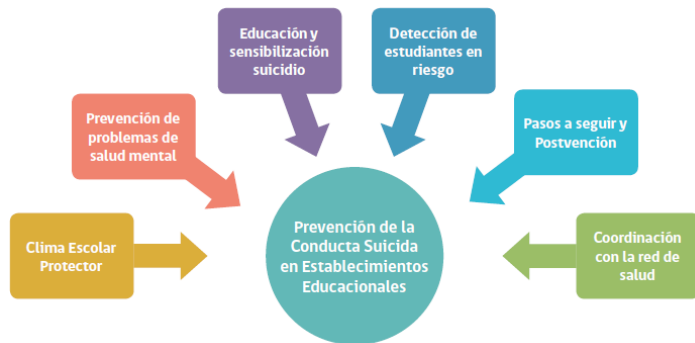 Educación y
sensibilización
suicidio
Detección de
estudiantes en
riesgo
Prevención de
problemas de
salud mental
Pasos a seguir y
Postvención
Clima Escolar
Protector
Prevención de la
Conducta Suicida
en Establecimientos
Educacionales
Coordinación
con la red de
salud